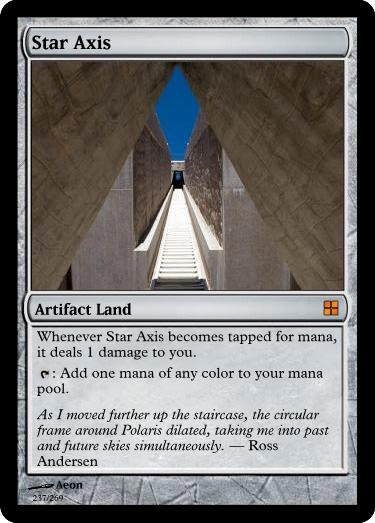 Star Axis
Artifact Land
Whenever Star Axis becomes tapped for mana,
it deals 1 damage to you.
: Add one mana of any color to your mana
pool.
As I moved further up the staircase, the circular
frame around Polaris dilated, taking me into past
and future skies simultaneously. — Ross
Andersen
Aeon
237/269